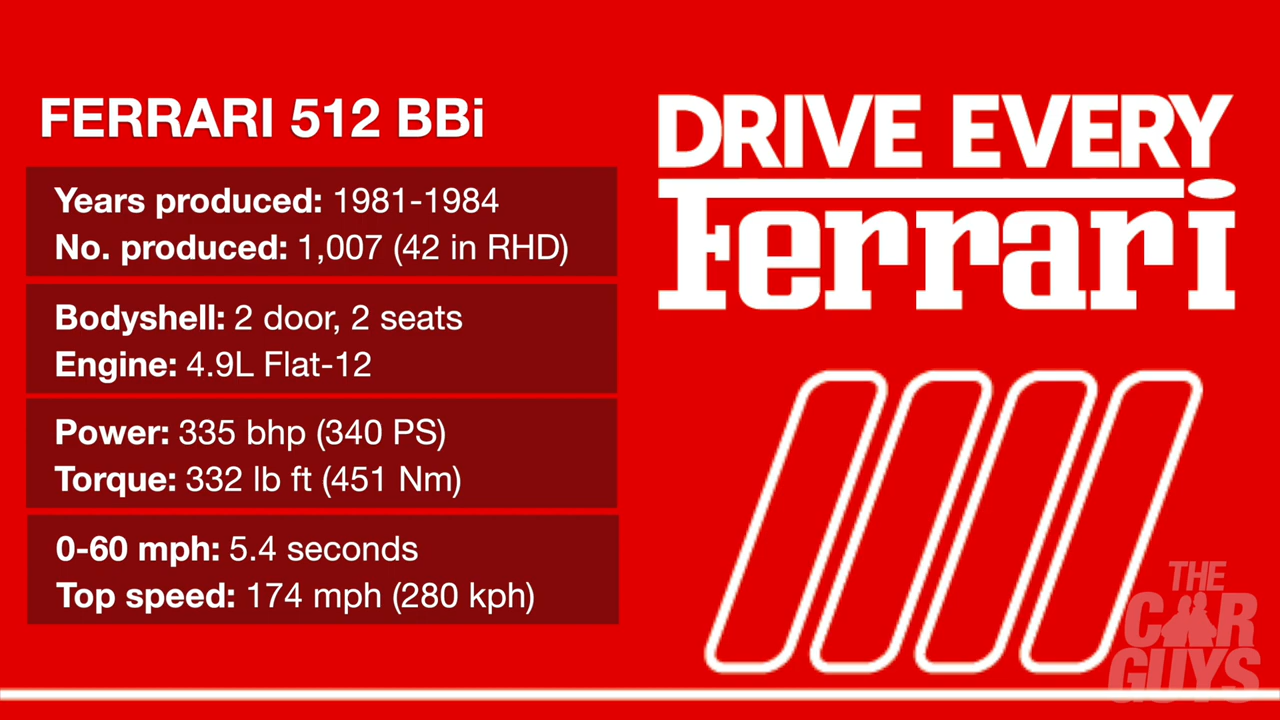 FERRARI 512 BBi
Years produced: 1981-1984
No. produced: 1,007 (42 in RHD)
Bodyshell: 2 door, 2 seats
Engine: 4.9L Flat-12
Power: 335 bhp (340 PS)
Torque: 332 lb ft (451 Nm)
0-60 mph: 5.4 seconds
Top speed: 174 mph (280 kph)
DRIVE EVERY
Ferrari
THE
CAR
GUYS